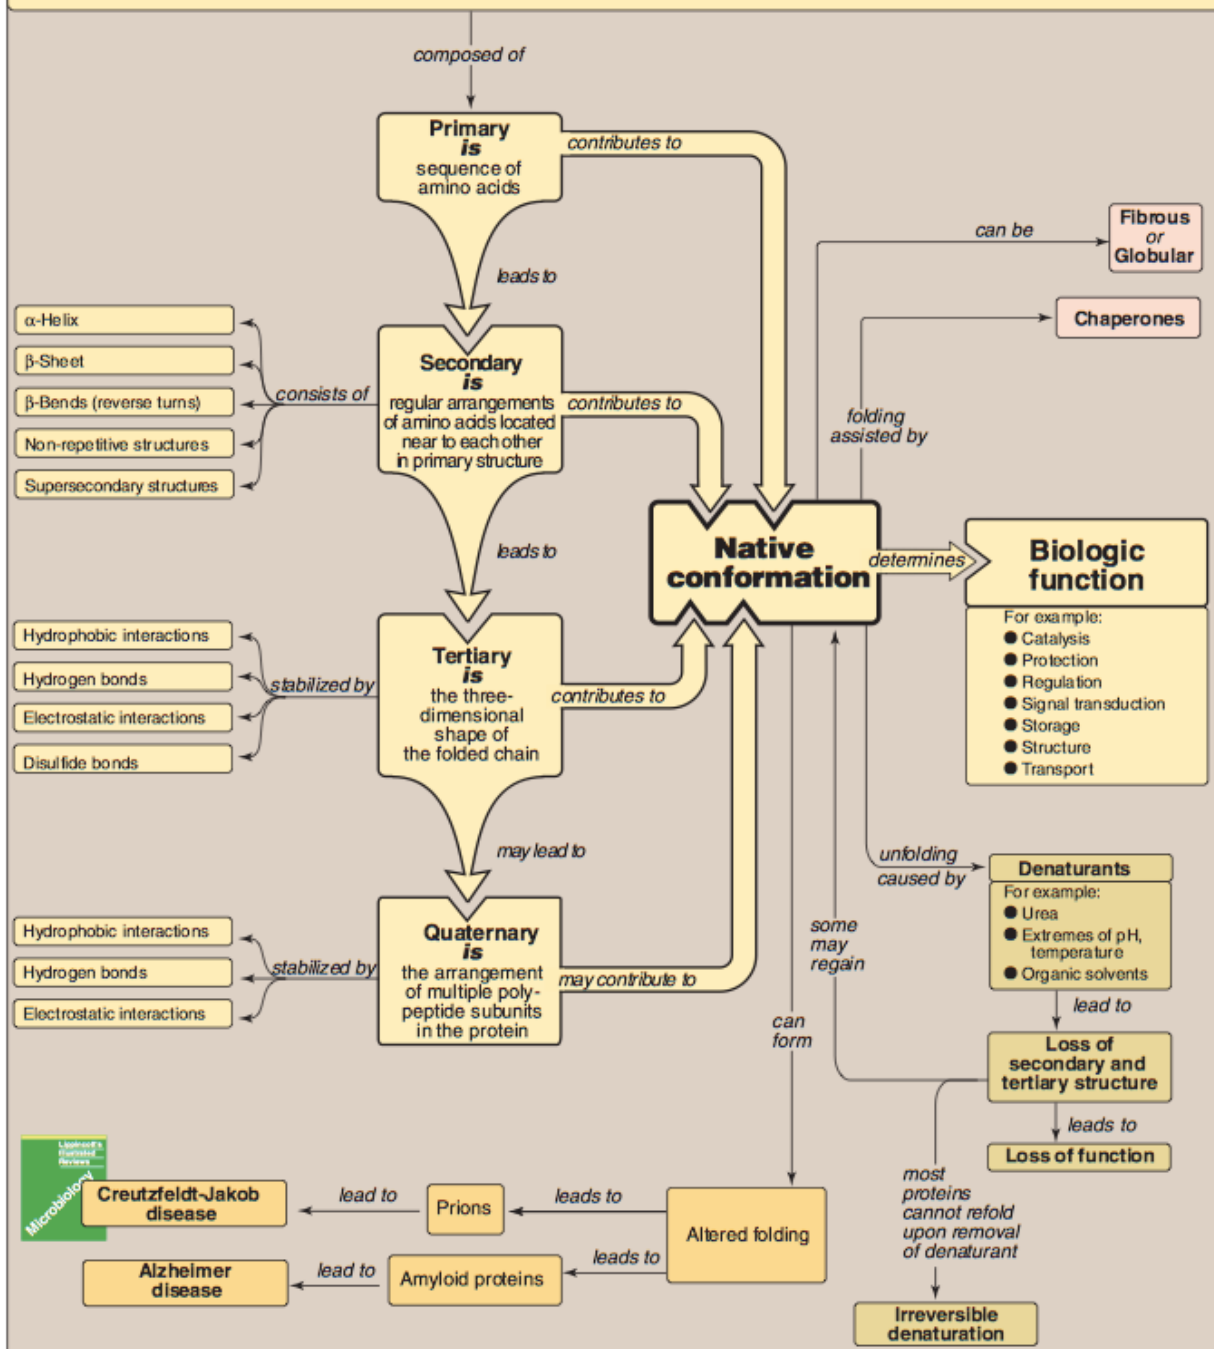 composed of
Primary
is
sequence of
amino acids
contributes to
can be
Fibrous
or
Globular
leads to
Chaperones
α-Helix
β-Sheet
β-Bends (reverse turns)
Non-repetitive structures
Supersecondary structures
consists of
Secondary
is
regular arrangements
of amino acids located
near to each other
in primary structure
contributes to
folding
assisted by
leads to
Native
conformation
determines
Biologic
function
For example:
● Catalysis
● Protection
● Regulation
● Signal transduction
● Storage
● Structure
● Transport
Hydrophobic interactions
Hydrogen bonds
Electrostatic interactions
Disulfide bonds
stabilized by
Tertiary
is
the three-
dimensional
shape of
the folded chain
contributes to
may lead to
unfolding
caused by
Denaturants
For example:
● Urea
● Extremes of pH,
temperature
● Organic solvents
Hydrophobic interactions
Hydrogen bonds
Electrostatic interactions
stabilized by
Quaternary
is
the arrangement
of multiple poly-
peptide subunits
in the protein
may contribute to
some
may
regain
can
form
lead to
Loss of
secondary and
tertiary structure
leads to
Loss of function
most
proteins
cannot refold
upon removal
of denaturant
Irreversible
denaturation
Lippincott's
Illustrated
Reviews
Microbiology
Creutzfeldt-Jakob
disease
lead to
Prions
leads to
Altered folding
Alzheimer
disease
lead to
Amyloid proteins
leads to